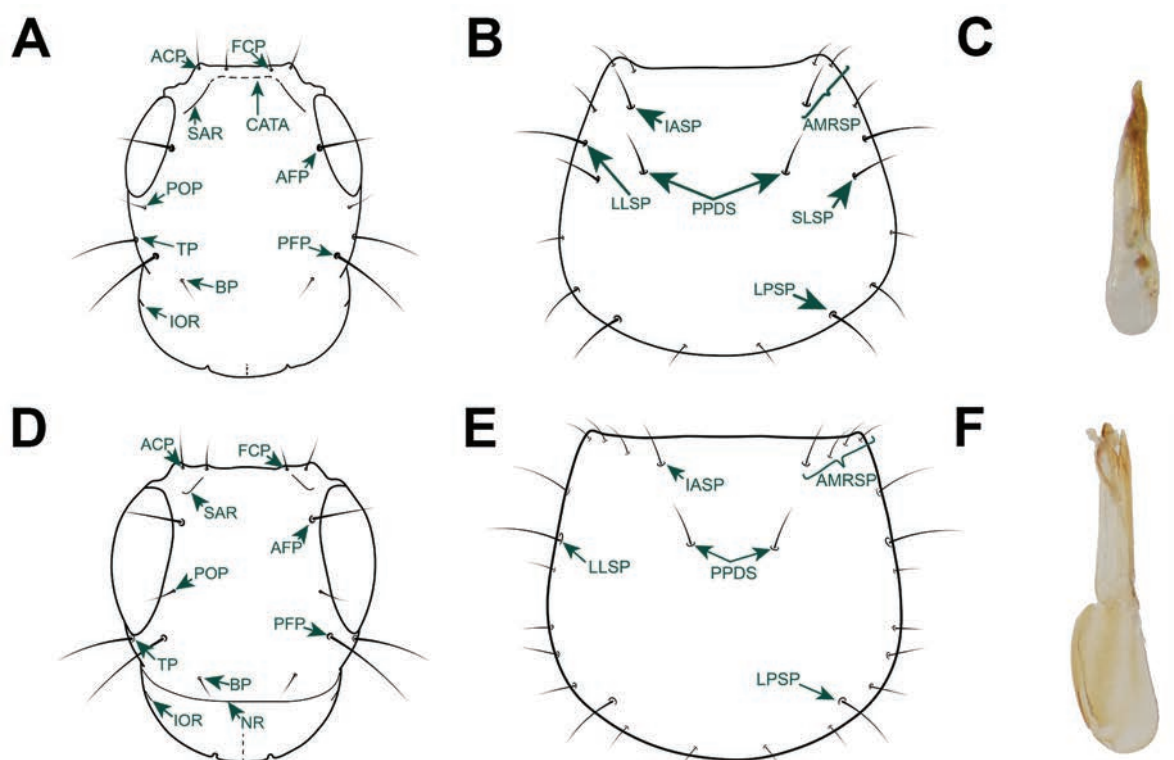 A
ACP
FCP
SAR
CATA
AFP
POP
TP
PFP
BP
IOR
B
IASP
AMRSP
LLSP
PPDS
SLSP
LPSP
C
D
ACP
FCP
SAR
AFP
POP
PFP
TP
BP
IOR
NR
E
IASP
AMRSP
LLSP
PPDS
LPSP
F